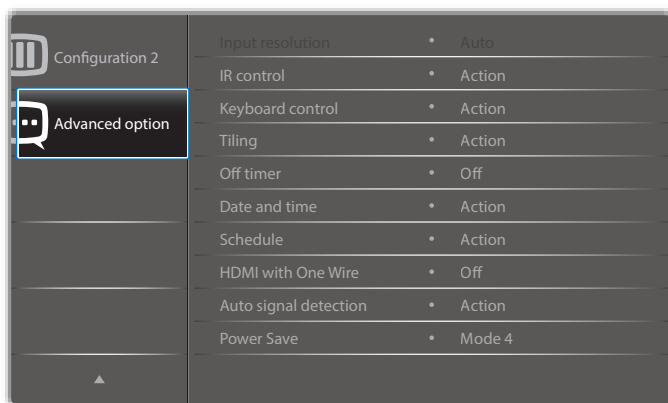 Configuration 2
Advanced option
Input resolution • Auto
IR control • Action
Keyboard control • Action
Tiling • Action
Off timer • Off
Date and time • Action
Schedule • Action
HDMI with One Wire • Off
Auto signal detection • Action
Power Save • Mode 4